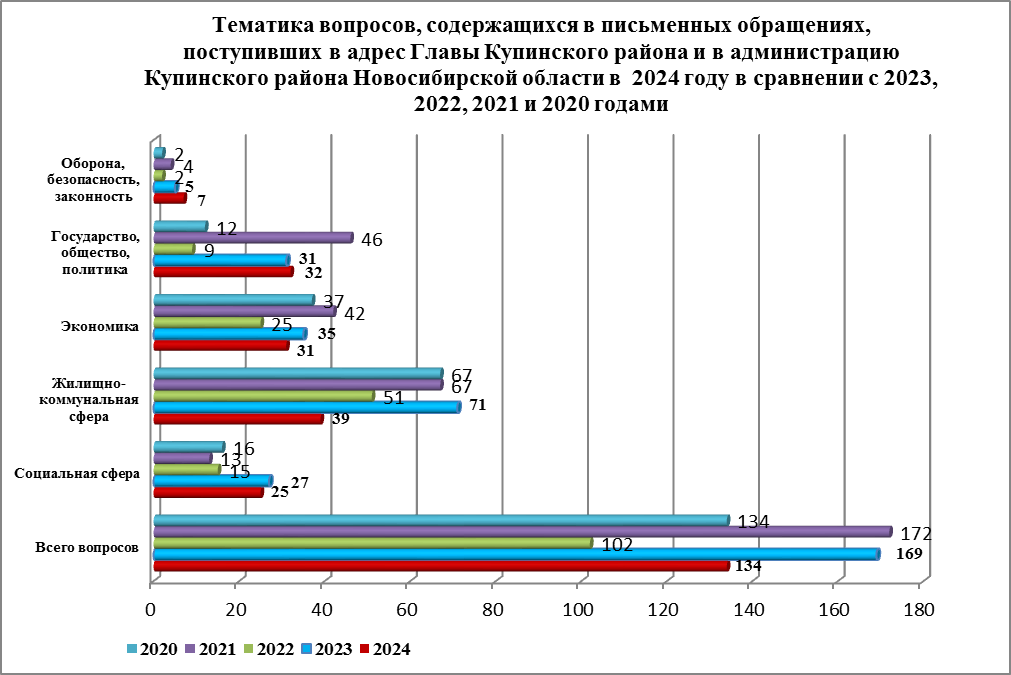 Тематика вопросов, содержащихся в письменных обращениях,
поступивших в адрес Главы Купинского района и в администрацию
Купинского района Новосибирской области в 2024 году в сравнении с 2023,
2022, 2021 и 2020 годами
Оборона,
безопасность,
законность
2
4
2
5
7
Государство,
общество,
политика
12
46
9
31
32
Экономика
37
42
25
35
31
Жилищно-
коммунальная
сфера
67
67
51
71
39
Социальная сфера
16
13
15
27
25
Всего вопросов
134
172
102
169
134
0 20 40 60 80 100 120 140 160 180
2020 2021 2022 2023 2024